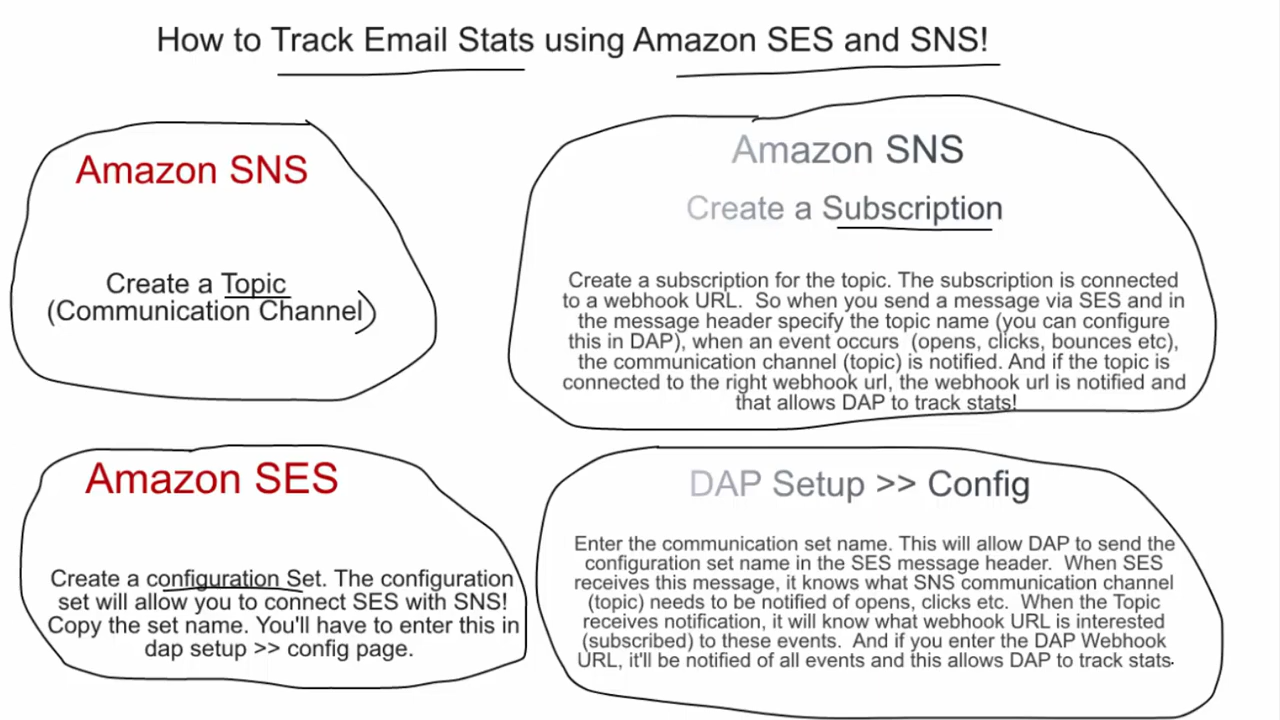 How to Track Email Stats using Amazon SES and SNS!
Amazon SNS
Create a Topic
(Communication Channel)
Amazon SNS
Create a Subscription
Create a subscription for the topic. The subscription is connected
to a webhook URL.  So when you send a message via SES and in
the message header specify the topic name (you can configure
this in DAP), when an event occurs  (opens, clicks, bounces etc),
the communication channel (topic) is notified. And if the topic is
connected to the right webhook url, the webhook url is notified and
that allows DAP to track stats!
Amazon SES
Create a configuration Set. The configuration
set will allow you to connect SES with SNS!
Copy the set name. You'll have to enter this in
dap setup >> config page.
DAP Setup >> Config
Enter the communication set name. This will allow DAP to send the
configuration set name in the SES message header.  When SES
receives this message, it knows what SNS communication channel
(topic) needs to be notified of opens, clicks etc.  When the Topic
receives notification, it will know what webhook URL is interested
(subscribed) to these events.  And if you enter the DAP Webhook
URL, it'll be notified of all events and this allows DAP to track stats.